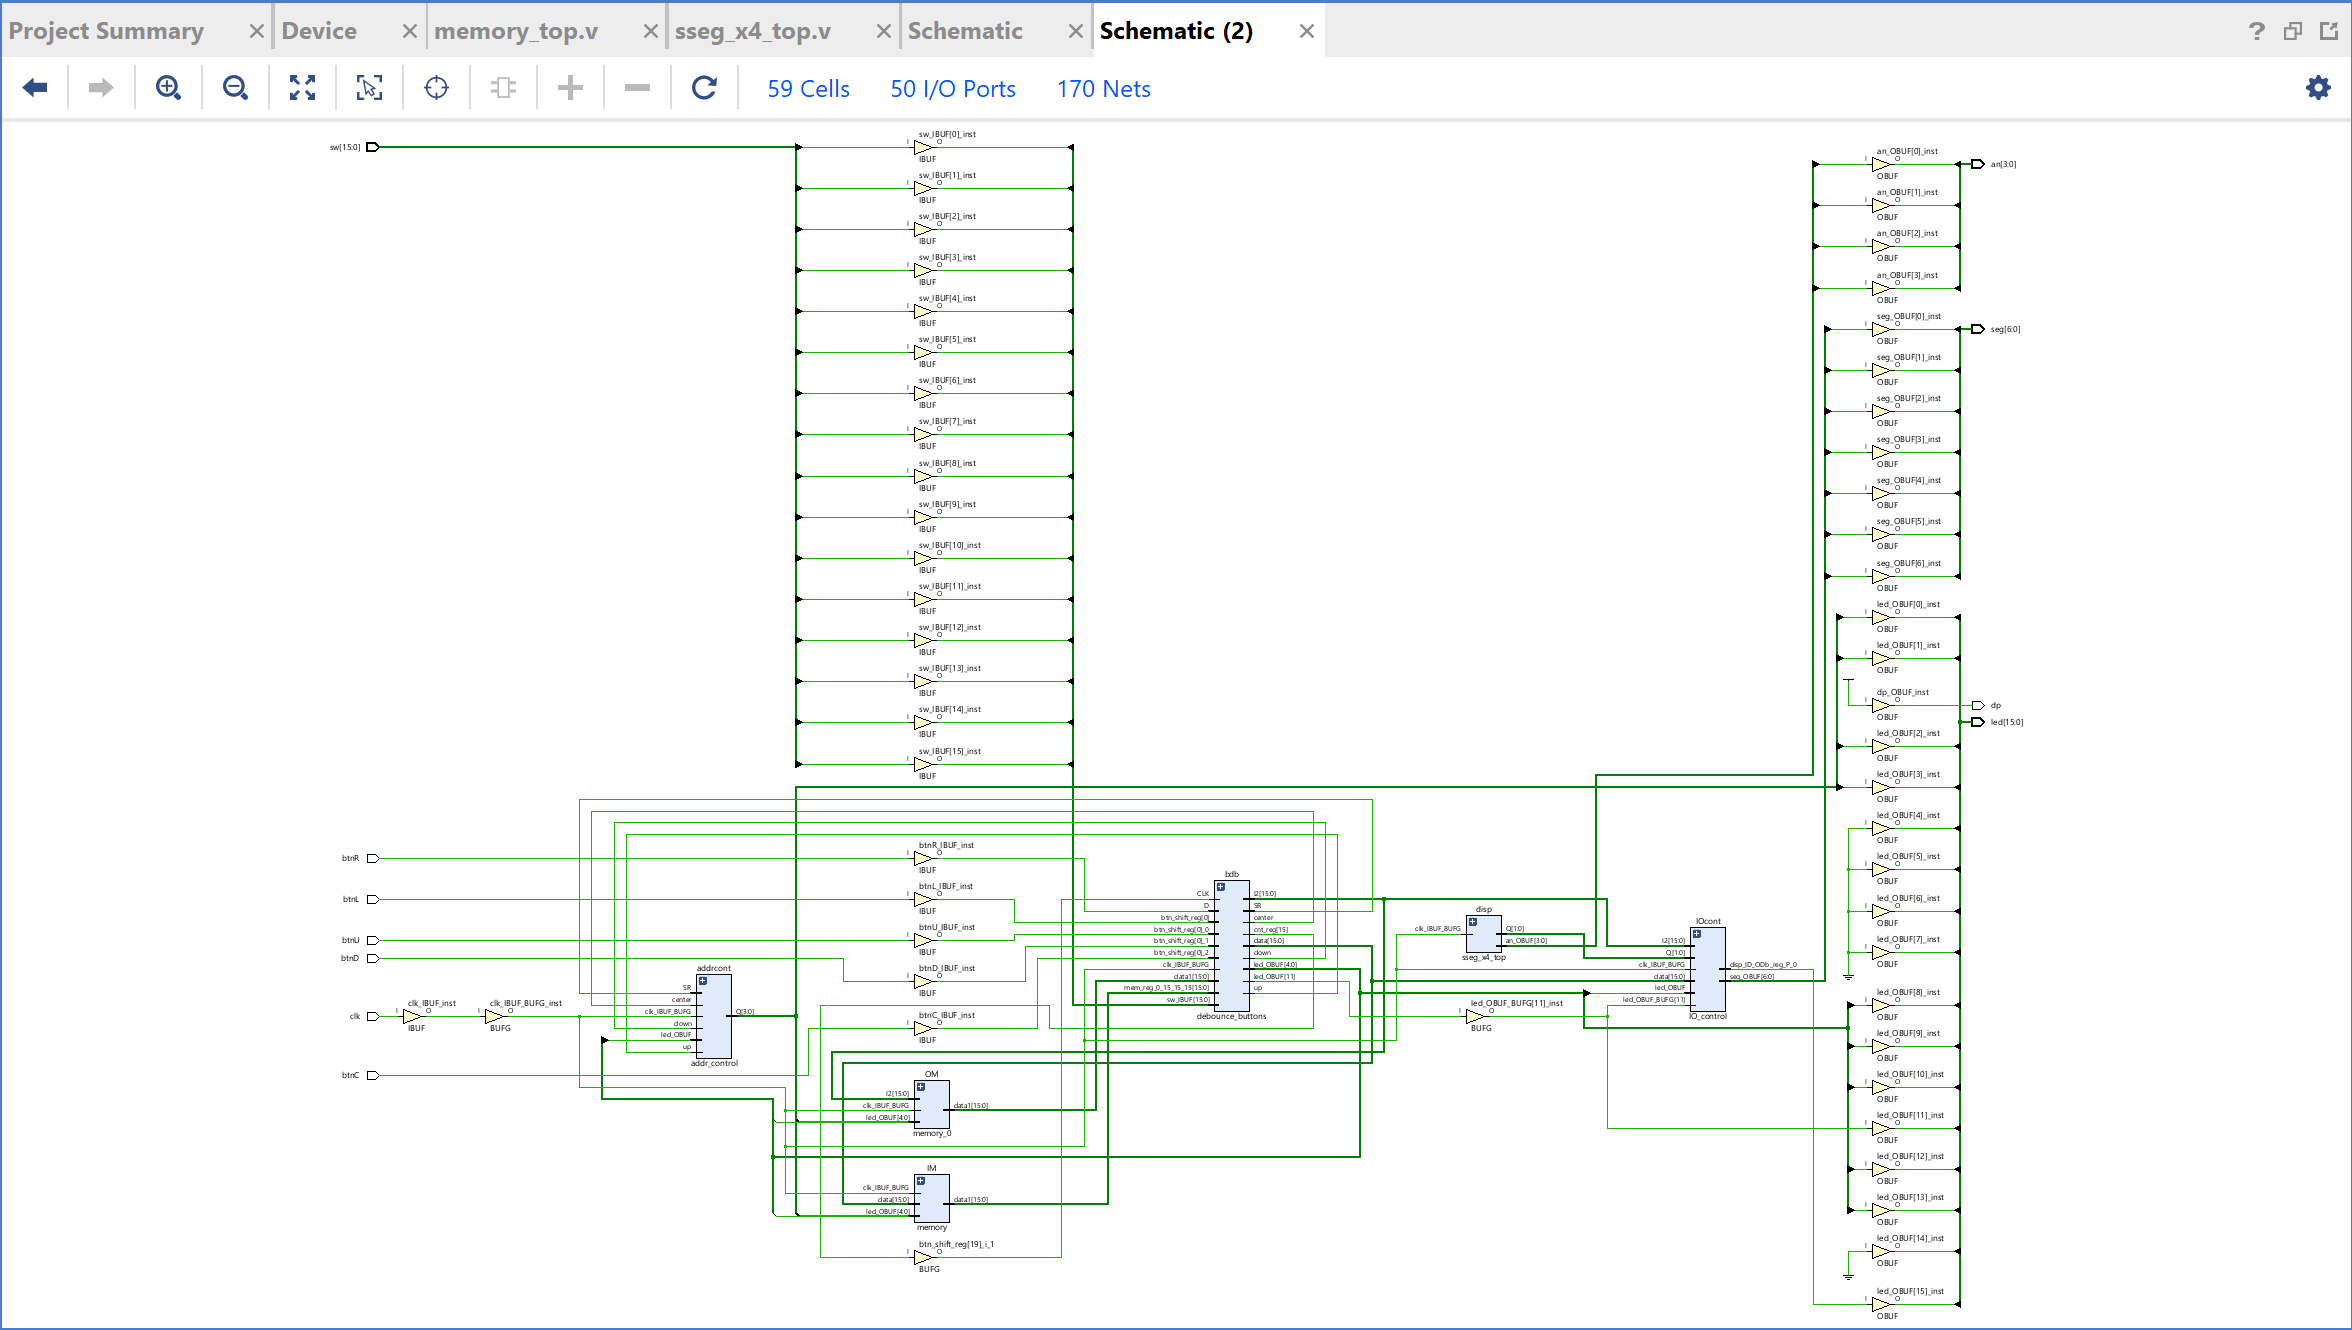 Project Summary
Device
memory_top.v
sseg_x4_top.v
Schematic
Schematic (2)
?
59 Cells
50 I/O Ports
170 Nets
sw[15:0]
sw_IBUF[0]_inst
I
O
IBUF
sw_IBUF[1]_inst
I
O
IBUF
sw_IBUF[2]_inst
I
O
IBUF
sw_IBUF[3]_inst
I
O
IBUF
sw_IBUF[4]_inst
I
O
IBUF
sw_IBUF[5]_inst
I
O
IBUF
sw_IBUF[6]_inst
I
O
IBUF
sw_IBUF[7]_inst
I
O
IBUF
sw_IBUF[8]_inst
I
O
IBUF
sw_IBUF[9]_inst
I
O
IBUF
sw_IBUF[10]_inst
I
O
IBUF
sw_IBUF[11]_inst
I
O
IBUF
sw_IBUF[12]_inst
I
O
IBUF
sw_IBUF[13]_inst
I
O
IBUF
sw_IBUF[14]_inst
I
O
IBUF
sw_IBUF[15]_inst
I
O
IBUF
btnR
btnL
btnU
btnD
clk
btnC
clk_IBUF_inst
I
O
IBUF
clk_IBUF_BUFG_inst
I
O
BUFG
addrcont
SR
center
clk_IBUF_BUFG
down
led_OBUF
up
Q[3:0]
addr_control
btnR_IBUF_inst
I
O
IBUF
btnL_IBUF_inst
I
O
IBUF
btnU_IBUF_inst
I
O
IBUF
btnD_IBUF_inst
I
O
IBUF
btnC_IBUF_inst
I
O
IBUF
OM
I2[15:0]
clk_IBUF_BUFG
led_OBUF[4:0]
data1[15:0]
memory_0
IM
clk_IBUF_BUFG
data[15:0]
led_OBUF[4:0]
data1[15:0]
memory
btn_shift_reg[19]_i_1
I
O
BUFG
bdb
CLK
D
btn_shift_reg[0]
btn_shift_reg[0]_0
btn_shift_reg[0]_1
btn_shift_reg[0]_2
clk_IBUF_BUFG
data1[15:0]
mem_reg_0_15_15_15[15:0]
sw_IBUF[15:0]
I2[15:0]
SR
center
cnt_reg[15]
data[15:0]
down
led_OBUF[4:0]
led_OBUF[11]
up
debounce_buttons
disp
clk_IBUF_BUFG
Q[1:0]
an_OBUF[3:0]
sseg_x4_top
led_OBUF_BUFG[11]_inst
I
O
BUFG
IOcont
I2[15:0]
Q[1:0]
clk_IBUF_BUFG
data[15:0]
led_OBUF
led_OBUF_BUFG[11]
disp_ID_ODb_reg_P_0
seg_OBUF[6:0]
IO_control
an_OBUF[0]_inst
I
O
OBUF
an[3:0]
an_OBUF[1]_inst
I
O
OBUF
an_OBUF[2]_inst
I
O
OBUF
an_OBUF[3]_inst
I
O
OBUF
seg_OBUF[0]_inst
I
O
OBUF
seg[6:0]
seg_OBUF[1]_inst
I
O
OBUF
seg_OBUF[2]_inst
I
O
OBUF
seg_OBUF[3]_inst
I
O
OBUF
seg_OBUF[4]_inst
I
O
OBUF
seg_OBUF[5]_inst
I
O
OBUF
seg_OBUF[6]_inst
I
O
OBUF
led_OBUF[0]_inst
I
O
OBUF
led_OBUF[1]_inst
I
O
OBUF
dp_OBUF_inst
I
O
OBUF
dp
led[15:0]
led_OBUF[2]_inst
I
O
OBUF
led_OBUF[3]_inst
I
O
OBUF
led_OBUF[4]_inst
I
O
OBUF
led_OBUF[5]_inst
I
O
OBUF
led_OBUF[6]_inst
I
O
OBUF
led_OBUF[7]_inst
I
O
OBUF
led_OBUF[8]_inst
I
O
OBUF
led_OBUF[9]_inst
I
O
OBUF
led_OBUF[10]_inst
I
O
OBUF
led_OBUF[11]_inst
I
O
OBUF
led_OBUF[12]_inst
I
O
OBUF
led_OBUF[13]_inst
I
O
OBUF
led_OBUF[14]_inst
I
O
OBUF
led_OBUF[15]_inst
I
O
OBUF